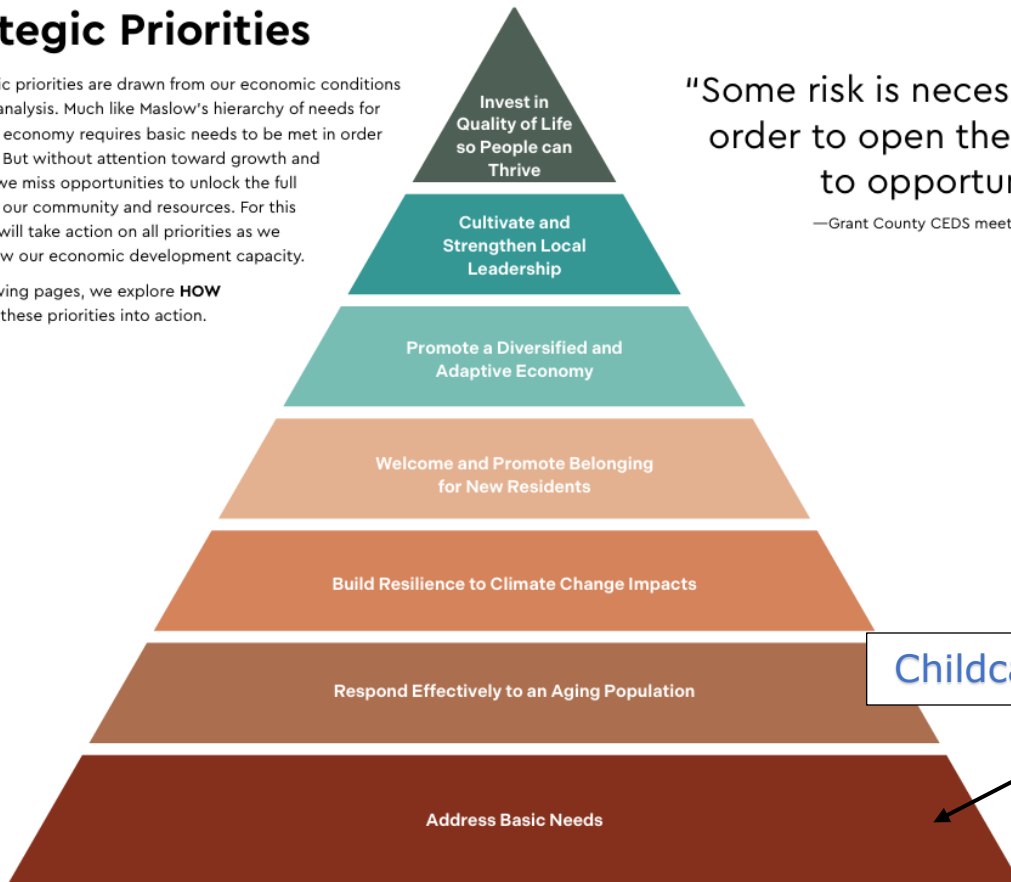 tegic Priorities
ic priorities are drawn from our economic conditions
analysis. Much like Maslow's hierarchy of needs for
economy requires basic needs to be met in order
But without attention toward growth and
we miss opportunities to unlock the full
our community and resources. For this
will take action on all priorities as we
w our economic development capacity.
wing pages, we explore HOW
these priorities into action.
"Some risk is neces
order to open the
to opportu
—Grant County CEDS meet
Invest in
Quality of Life
so People can
Thrive
Cultivate and
Strengthen Local
Leadership
Promote a Diversified and
Adaptive Economy
Welcome and Promote Belonging
for New Residents
Build Resilience to Climate Change Impacts
Respond Effectively to an Aging Population
Childca
Address Basic Needs